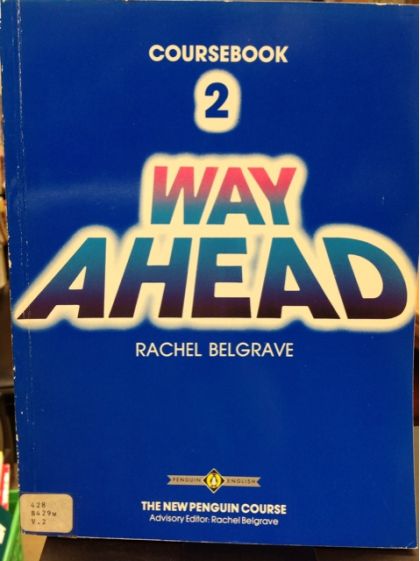 COURSEBOOK
2
WAY
AHEAD
RACHEL BELGRAVE
PENGUIN ENGLISH
THE NEW PENGUIN COURSE
Advisory Editor: Rachel Belgrave
428
B429w
V.2